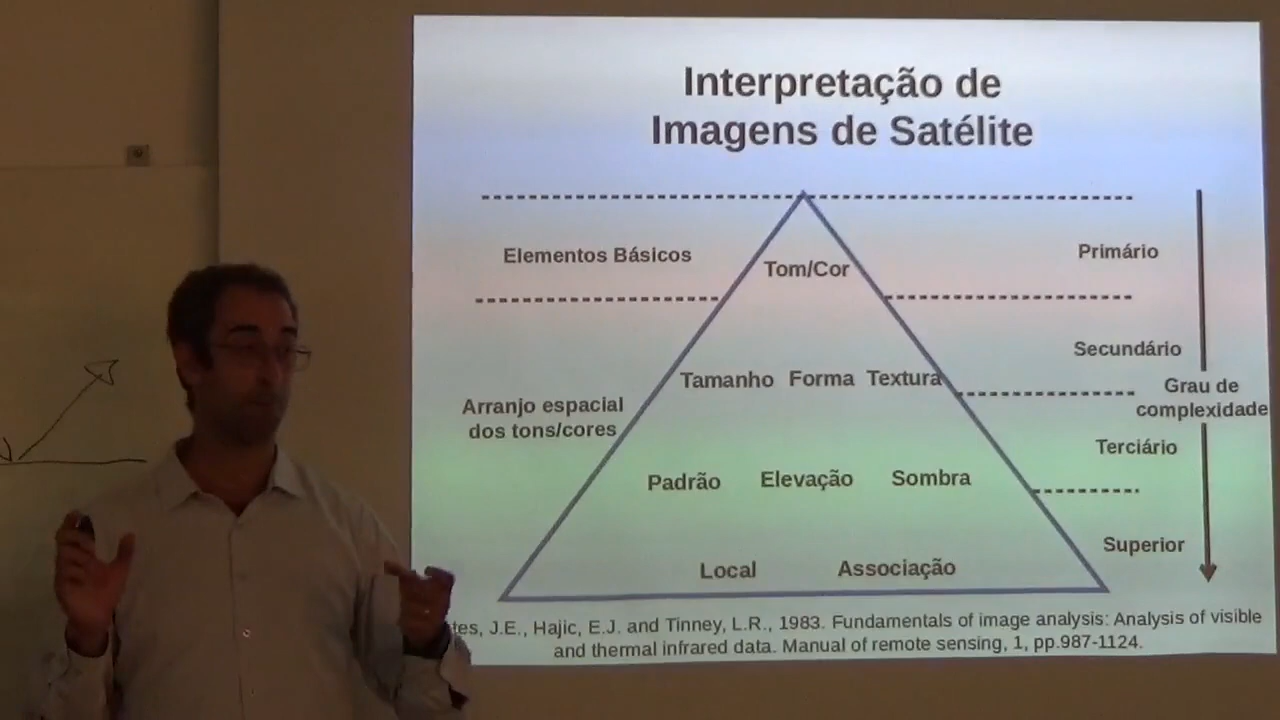 Interpretação de
Imagens de Satélite
Elementos Básicos
Tom/Cor
Primário
Secundário
Tamanho Forma Textura
Grau de
complexidade
Arranjo espacial
dos tons/cores
Terciário
Padrão Elevação Sombra
Superior
Local Associação
J.E., Hajic, E.J. and Tinney, L.R., 1983. Fundamentals of image analysis: Analysis of visible
and thermal infrared data. Manual of remote sensing, 1, pp.987-1124.